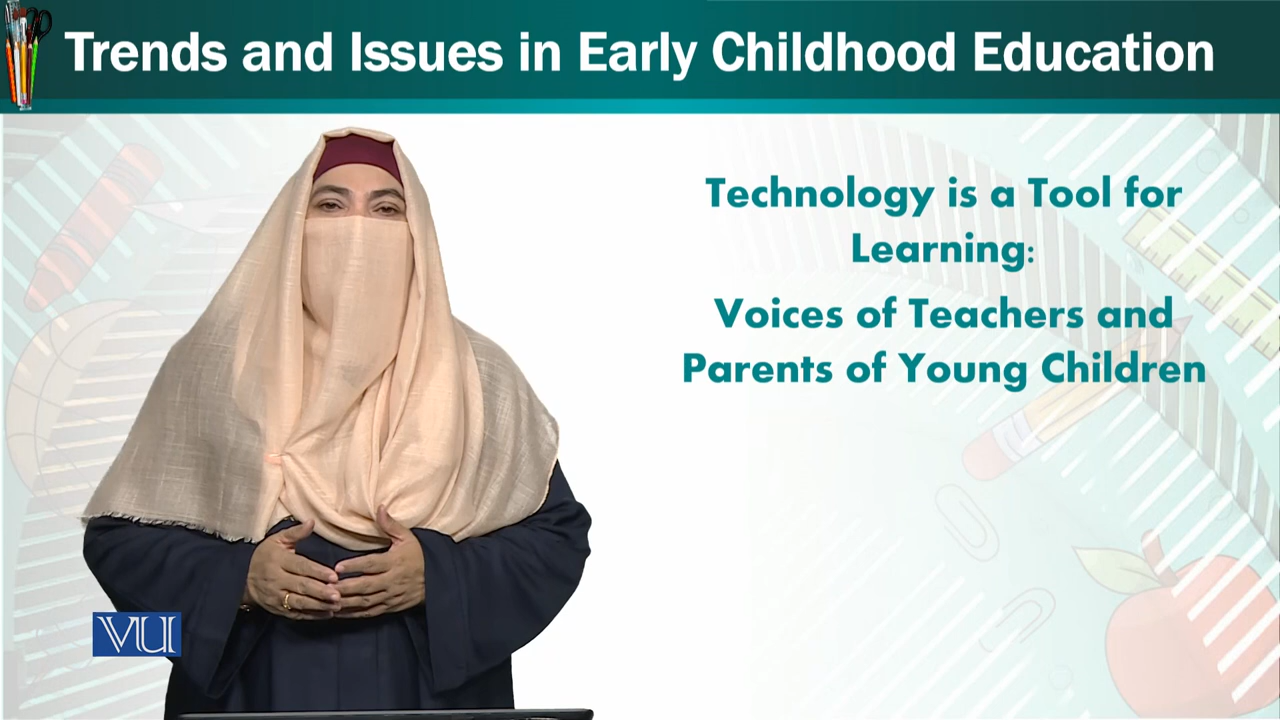 Trends and Issues in Early Childhood Education
Technology is a Tool for
Learning:
Voices of Teachers and
Parents of Young Children
VU